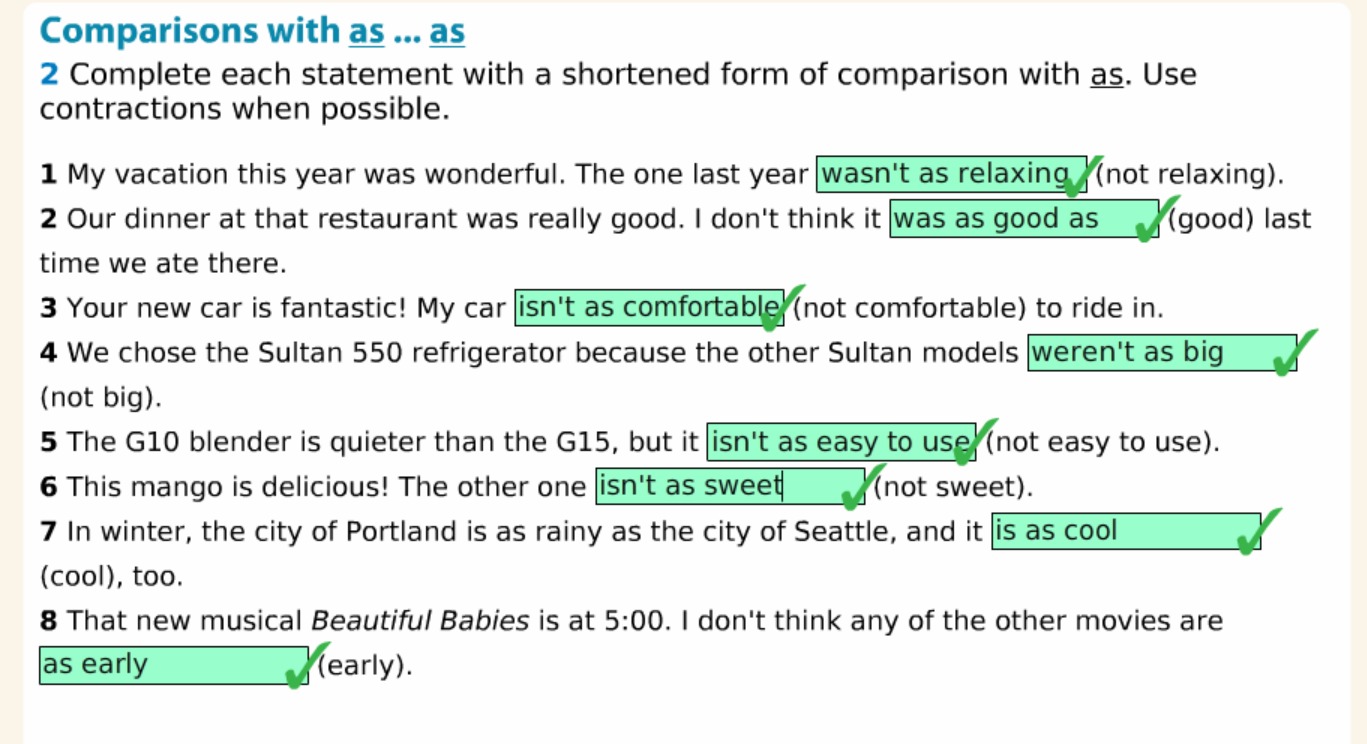 Comparisons with as ... as
2 Complete each statement with a shortened form of comparison with as. Use
contractions when possible.
1 My vacation this year was wonderful. The one last year wasn't as relaxing (not relaxing).
2 Our dinner at that restaurant was really good. I don't think it was as good as (good) last
time we ate there.
3 Your new car is fantastic! My car isn't as comfortable (not comfortable) to ride in.
4 We chose the Sultan 550 refrigerator because the other Sultan models weren't as big
(not big).
5 The G10 blender is quieter than the G15, but it isn't as easy to use (not easy to use).
6 This mango is delicious! The other one isn't as sweet (not sweet).
7 In winter, the city of Portland is as rainy as the city of Seattle, and it is as cool
(cool), too.
8 That new musical Beautiful Babies is at 5:00. I don't think any of the other movies are
as early (early).